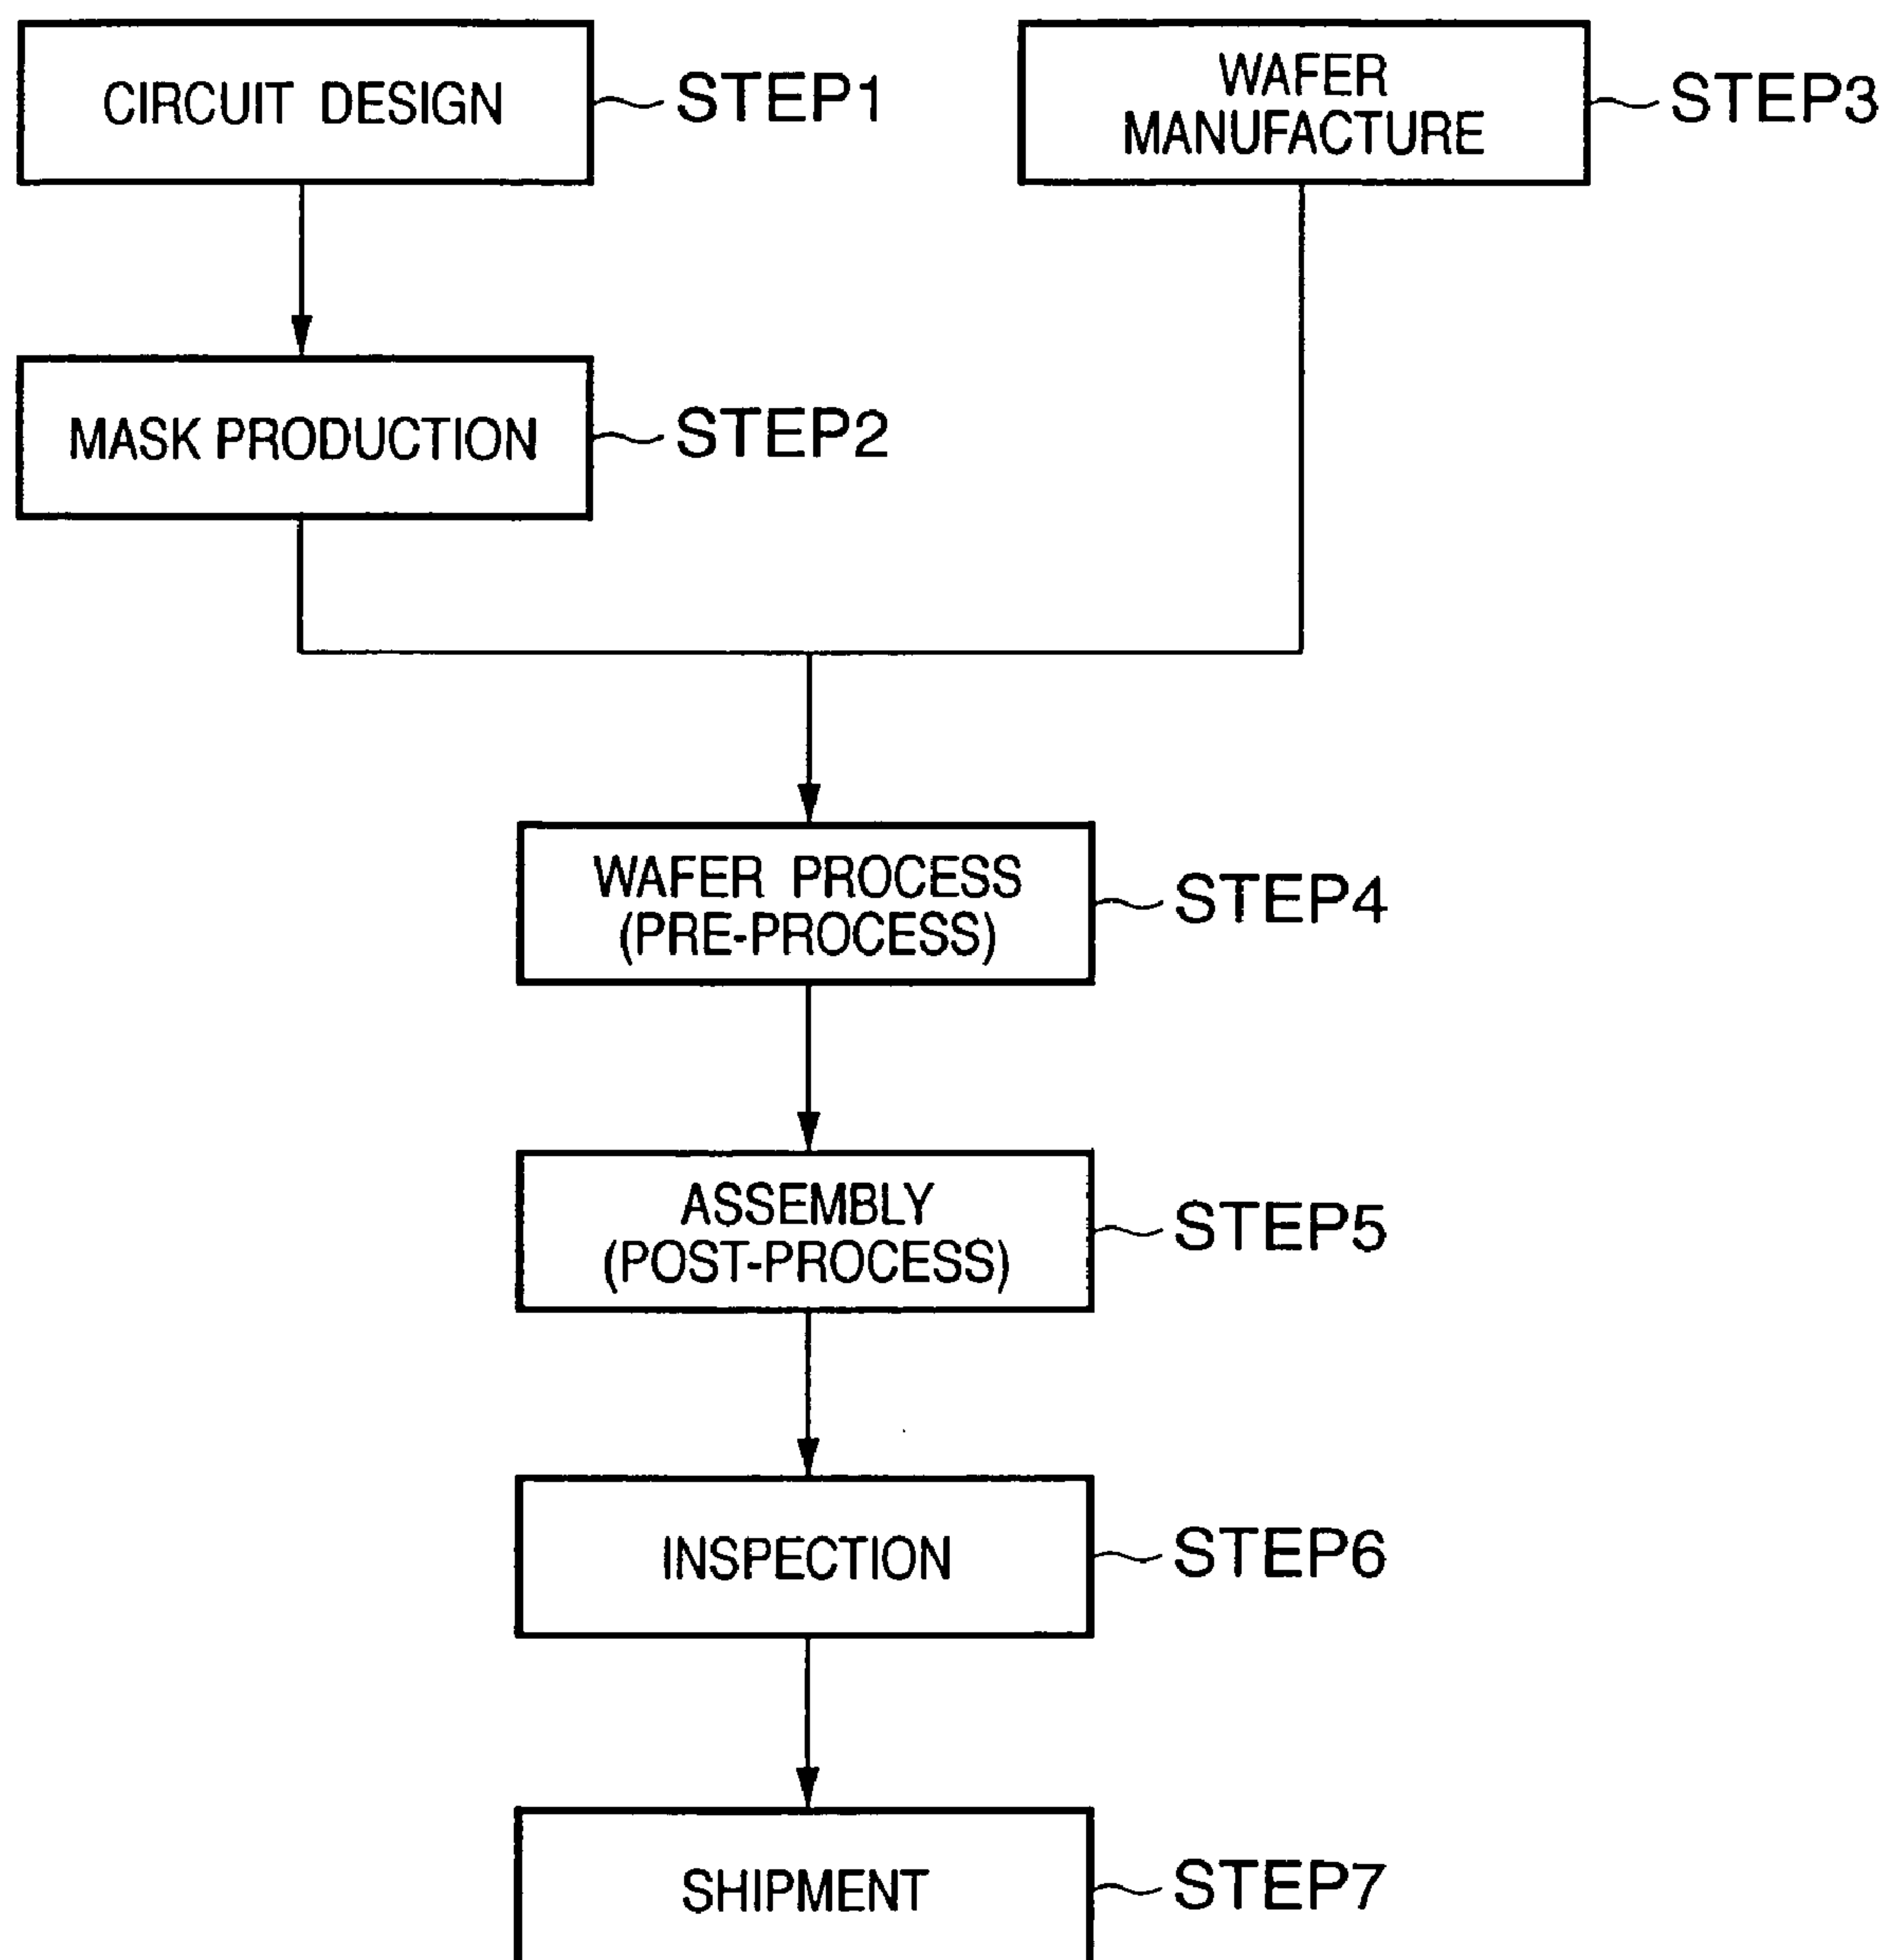 CIRCUIT DESIGN
STEP1
WAFER
MANUFACTURE
STEP3
MASK PRODUCTION
STEP2
WAFER PROCESS
(PRE-PROCESS)
STEP4
ASSEMBLY
(POST-PROCESS)
STEP5
INSPECTION
STEP6
SHIPMENT
STEP7